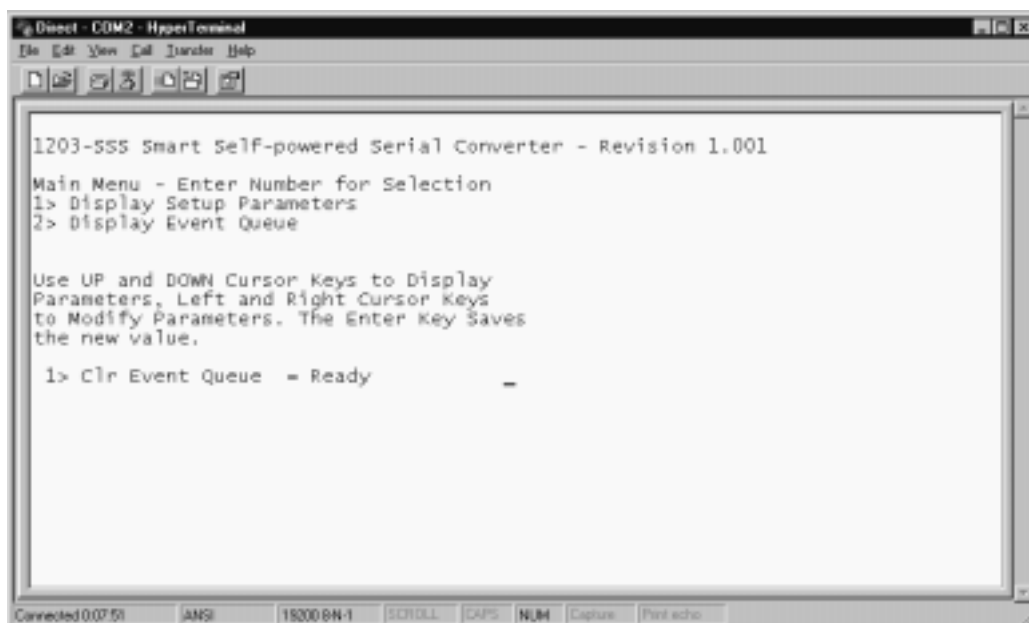 Direct - COM2 - HyperTerminal
File Edit View Call Transfer Help
1203-SSS Smart Self-powered Serial Converter - Revision 1.001
Main Menu - Enter Number for Selection
1> Display Setup Parameters
2> Display Event Queue
Use UP and DOWN Cursor Keys to Display
Parameters, Left and Right Cursor Keys
to Modify Parameters. The Enter Key Saves
the new value.
1> Clr Event Queue = Ready
Connected 0:07:51 ANSI 19200 8-N-1 SCROLL CAPS NUM Capture Print echo